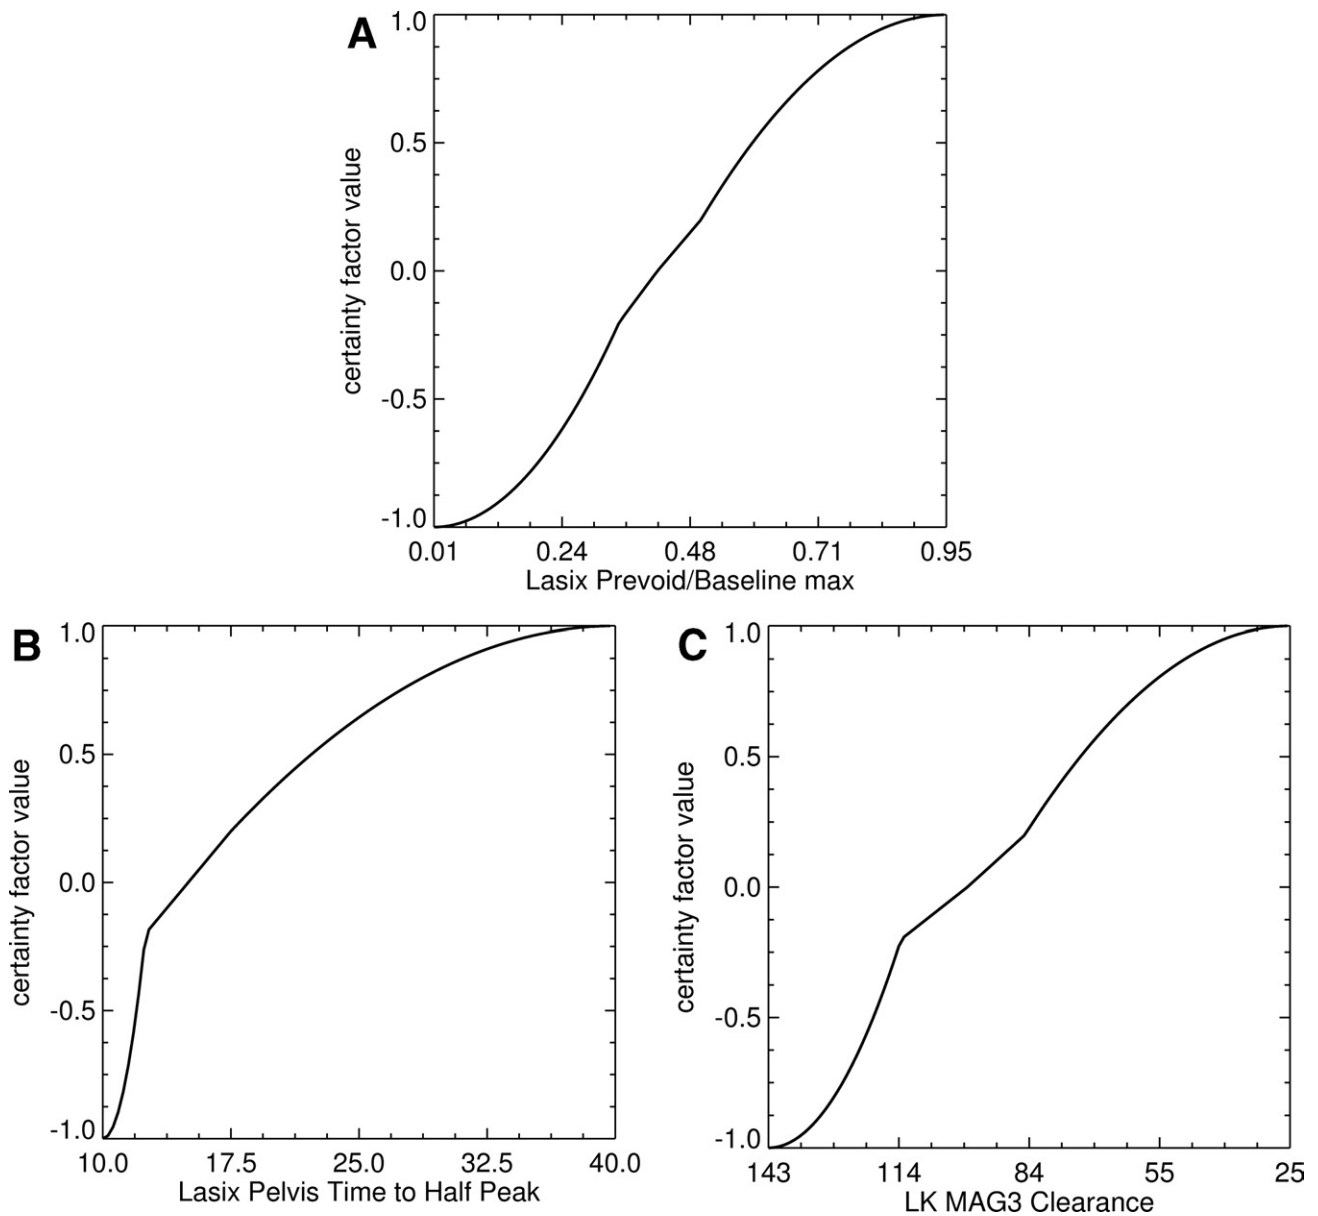 A
1.0
0.5
0.0
-0.5
-1.0
certainty factor value
0.01 0.24 0.48 0.71 0.95
Lasix Prevoid/Baseline max
B
1.0
0.5
0.0
-0.5
-1.0
certainty factor value
10.0 17.5 25.0 32.5 40.0
Lasix Pelvis Time to Half Peak
C
1.0
0.5
0.0
-0.5
-1.0
certainty factor value
143 114 84 55 25
LK MAG3 Clearance